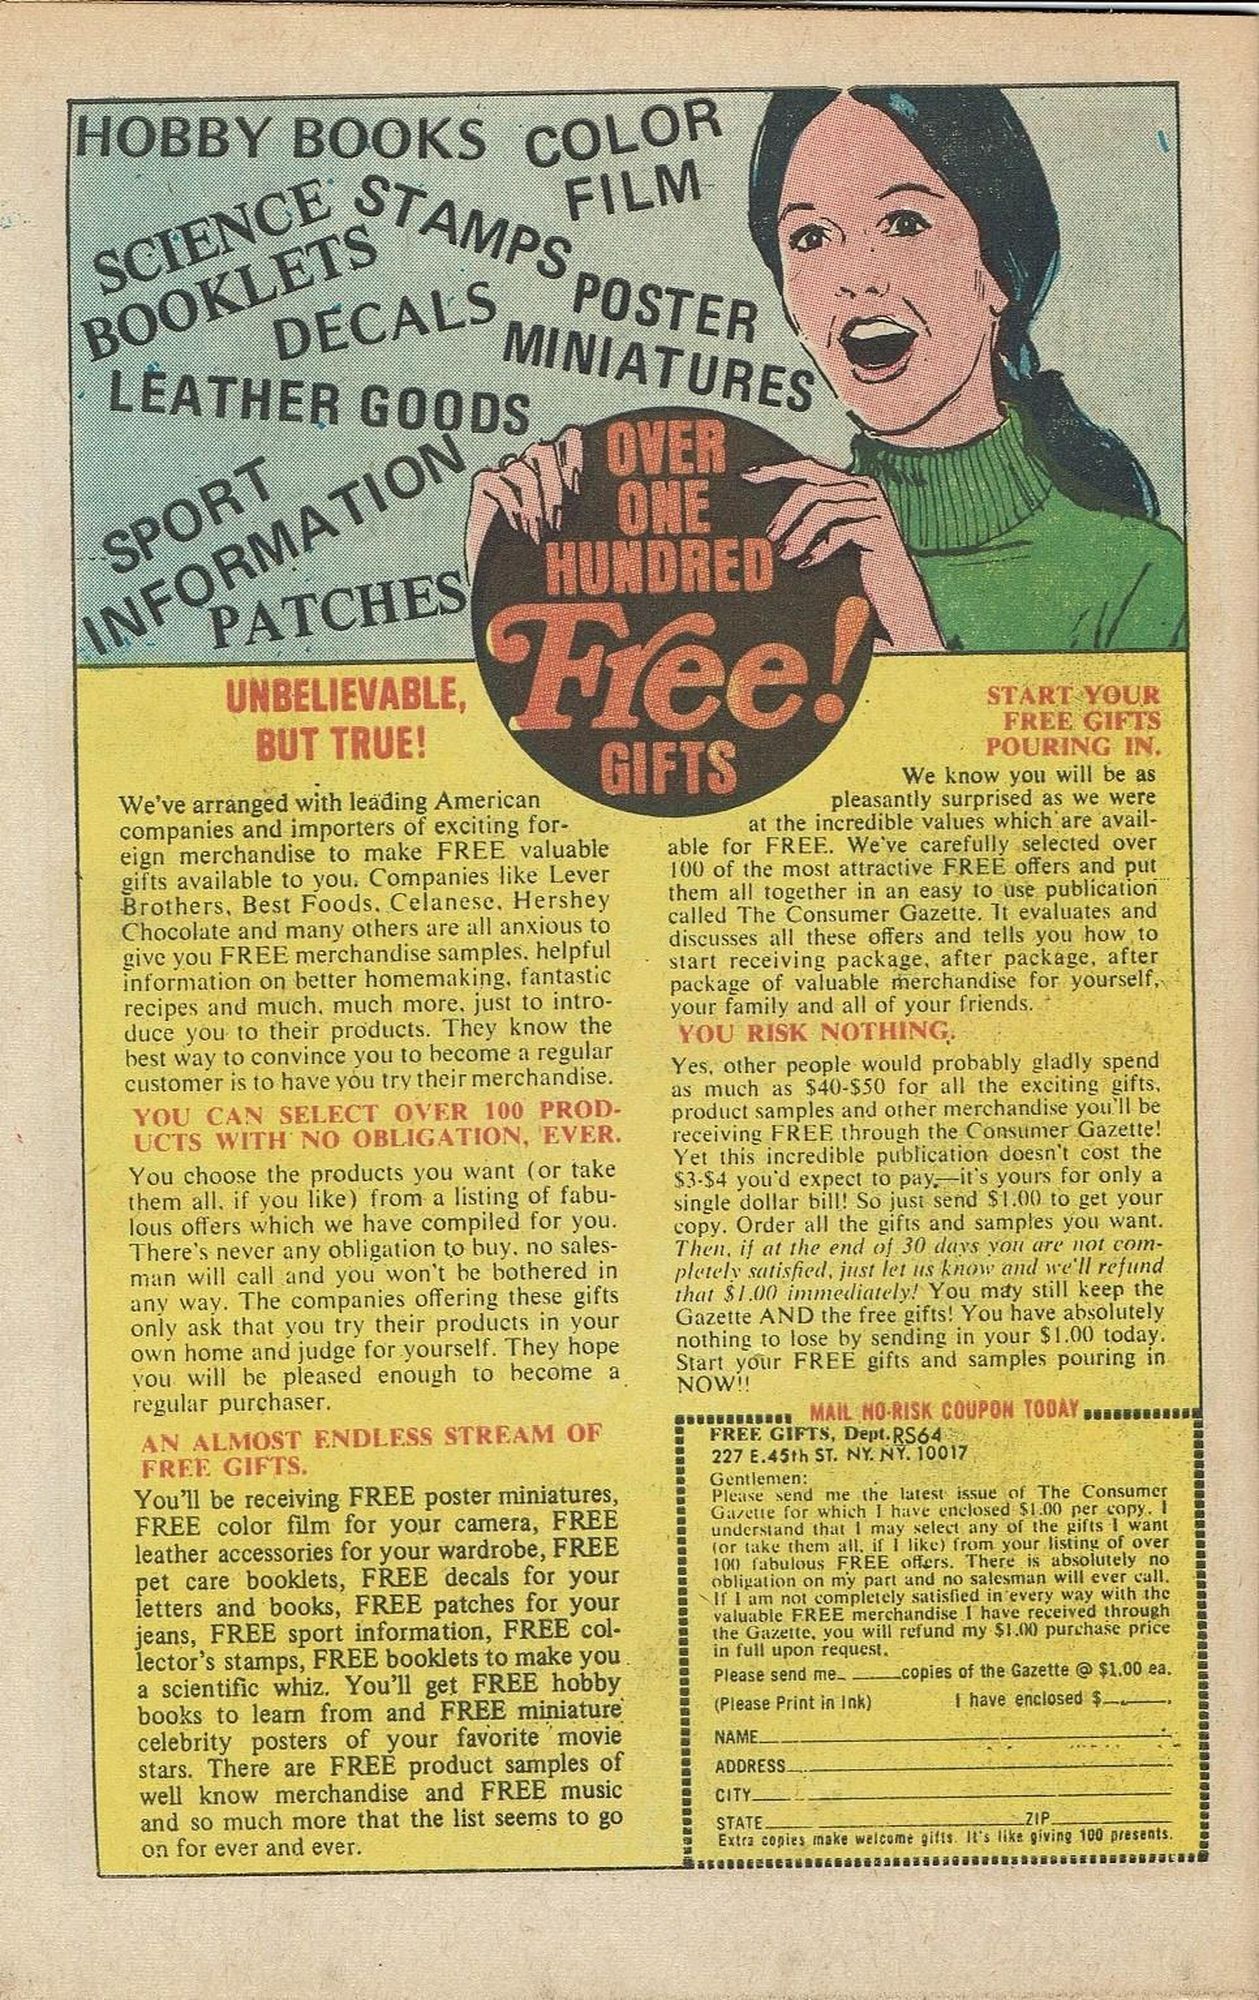 HOBBY BOOKS
COLOR
FILM
SCIENCE
BOOKLETS
STAMPS
DECALS
POSTER
MINIATURES
LEATHER GOODS
SPORT
INFORMATION
PATCHES
OVER
ONE
HUNDRED
Free!
GIFTS
UNBELIEVABLE,
BUT TRUE!
We've arranged with leading American
companies and importers of exciting for-
eign merchandise to make FREE valuable
gifts available to you. Companies like Lever
Brothers, Best Foods, Celanese, Hershey
Chocolate and many others are all anxious to
give you FREE merchandise samples, helpful
information on better homemaking, fantastic
recipes and much, much more, just to intro-
duce you to their products. They know the
best way to convince you to become a regular
customer is to have you try their merchandise.
YOU CAN SELECT OVER 100 PROD-
UCTS WITH NO OBLIGATION, EVER.
You choose the products you want (or take
them all, if you like) from a listing of fabu-
lous offers which we have compiled for you.
There's never any obligation to buy, no sales-
man will call and you won't be bothered in
any way. The companies offering these gifts
only ask that you try their products in your
own home and judge for yourself. They hope
you will be pleased enough to become a
regular purchaser.
AN ALMOST ENDLESS STREAM OF
FREE GIFTS.
You'll be receiving FREE poster miniatures,
FREE color film for your camera, FREE
leather accessories for your wardrobe, FREE
pet care booklets, FREE decals for your
letters and books, FREE patches for your
jeans, FREE sport information, FREE col-
lector's stamps, FREE booklets to make you
a scientific whiz. You'll get FREE hobby
books to learn from and FREE miniature
celebrity posters of your favorite movie
stars. There are FREE product samples of
well know merchandise and FREE music
and so much more that the list seems to go
on for ever and ever.
START YOUR
FREE GIFTS
POURING IN.
We know you will be as
pleasantly surprised as we were
at the incredible values which are avail-
able for FREE. We've carefully selected over
100 of the most attractive FREE offers and put
them all together in an easy to use publication
called The Consumer Gazette. It evaluates and
discusses all these offers and tells you how to
start receiving package, after package, after
package of valuable merchandise for yourself,
your family and all of your friends.
YOU RISK NOTHING.
Yes, other people would probably gladly spend
as much as $40-$50 for all the exciting gifts,
product samples and other merchandise you'll be
receiving FREE through the Consumer Gazette!
Yet this incredible publication doesn't cost the
$3-$4 you'd expect to pay,—it's yours for only a
single dollar bill! So just send $1.00 to get your
copy. Order all the gifts and samples you want.
Then, if at the end of 30 days you are not com-
pletely satisfied, just let us know and we'll refund
that $1.00 immediately! You may still keep the
Gazette AND the free gifts! You have absolutely
nothing to lose by sending in your $1.00 today.
Start your FREE gifts and samples pouring in
NOW!!
MAIL NO-RISK COUPON TODAY
FREE GIFTS, Dept. RS64
227 E.45th ST. NY. NY. 10017
Gentlemen:
Please send me the latest issue of The Consumer
Gazette for which I have enclosed $1.00 per copy. I
understand that I may select any of the gifts I want
(or take them all, if I like) from your listing of over
100 fabulous FREE offers. There is absolutely no
obligation on my part and no salesman will ever call.
If I am not completely satisfied in every way with the
valuable FREE merchandise I have received through
the Gazette, you will refund my $1.00 purchase price
in full upon request.
Please send me ______ copies of the Gazette @ $1.00 ea.
(Please Print in Ink) I have enclosed $______.
NAME
ADDRESS
CITY
STATE ZIP
Extra copies make welcome gifts. It's like giving 100 presents.